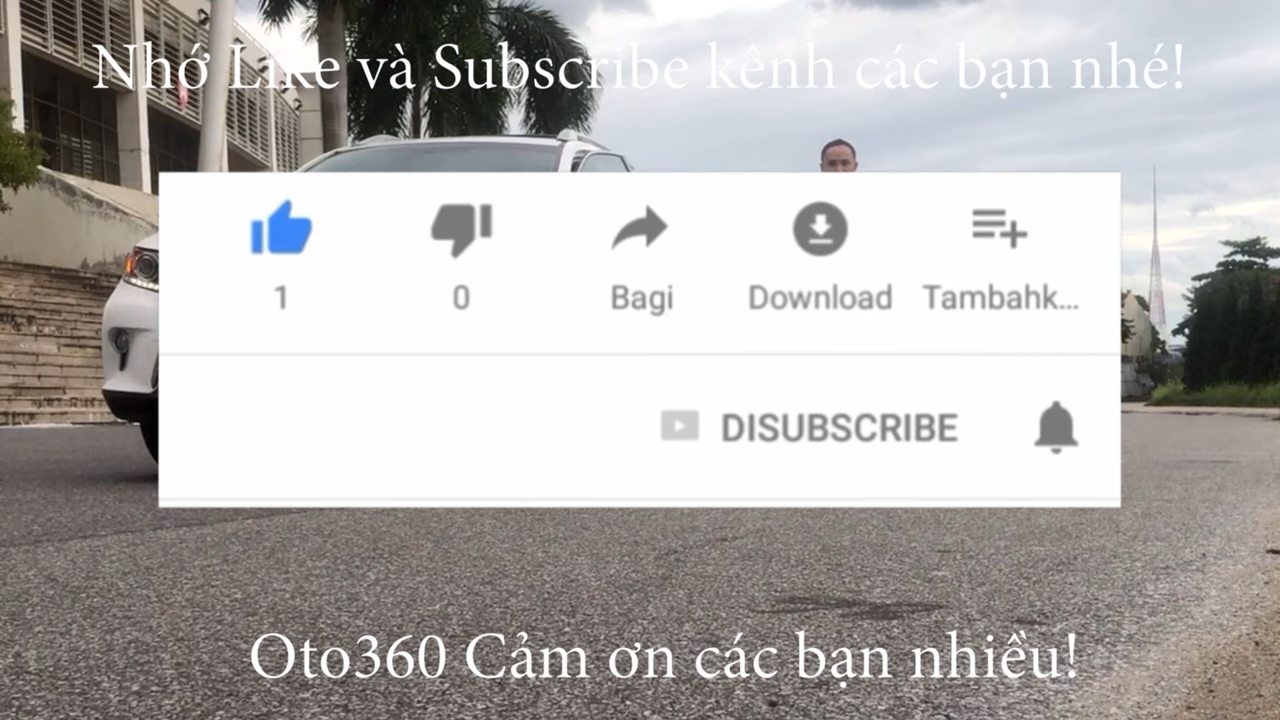 Nhớ Like và Subscribe kênh các bạn nhé!
1 0 Bagi Download Tambahk...
DISUBSCRIBE
Oto360 Cảm ơn các bạn nhiều!